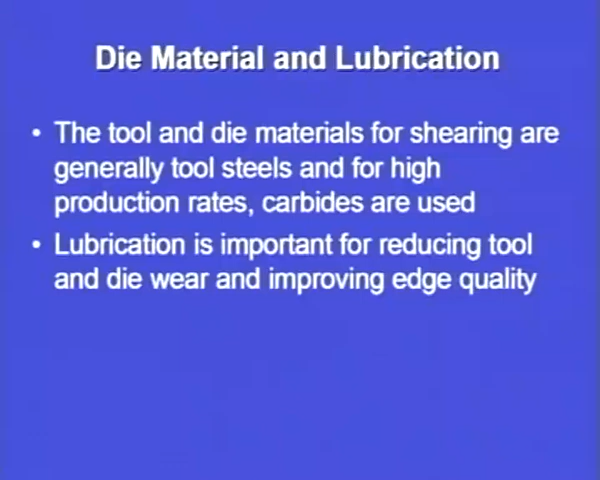 Die Material and Lubrication
• The tool and die materials for shearing are
generally tool steels and for high
production rates, carbides are used
• Lubrication is important for reducing tool
and die wear and improving edge quality